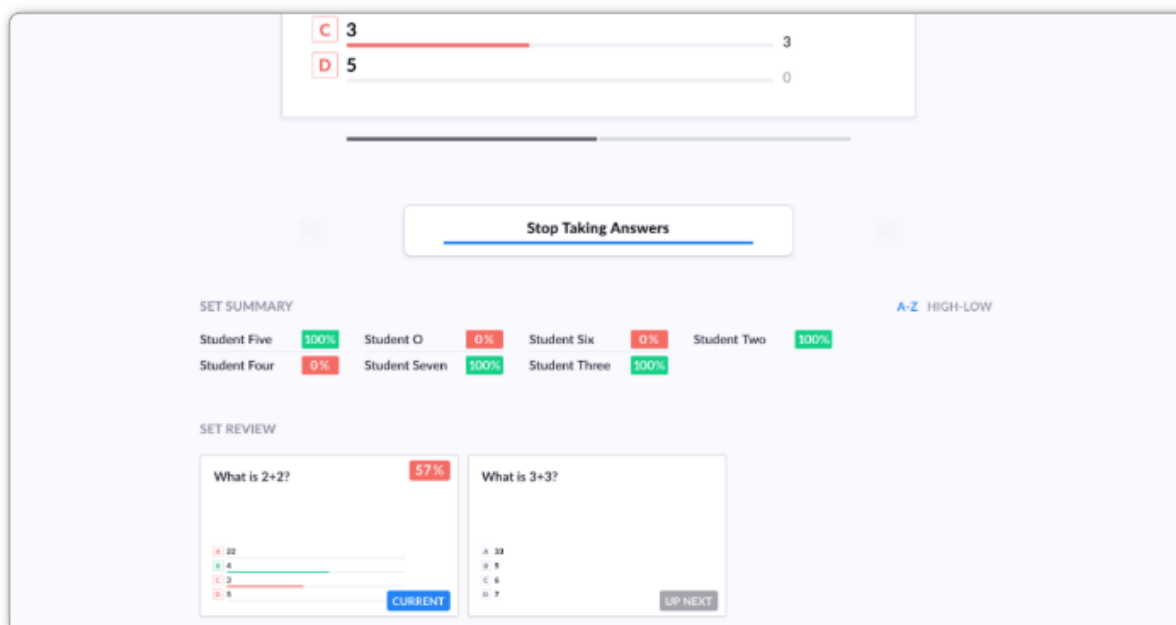 C 3
3
D 5
0
Stop Taking Answers
SET SUMMARY A-Z HIGH-LOW
Student Five 100% Student O 0% Student Six 0% Student Two 100%
Student Four 0% Student Seven 100% Student Three 100%
SET REVIEW
What is 2+2? 57% What is 3+3?
A 22 A 33
B 4 B 5
C 3 C 6
D 5 D 7
CURRENT UP NEXT